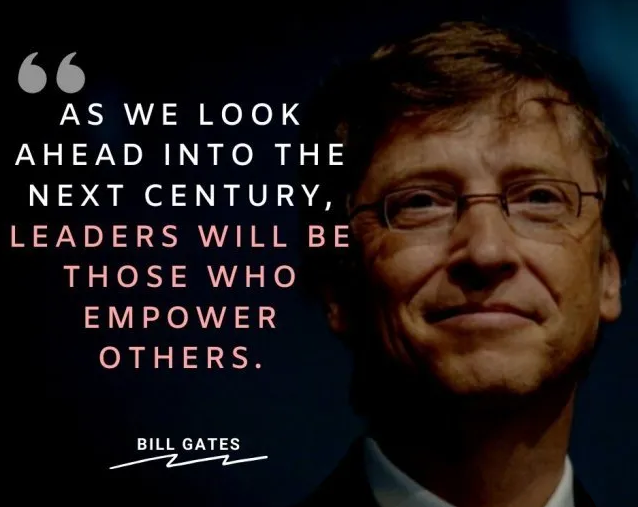 AS WE LOOK
AHEAD INTO THE
NEXT CENTURY,
LEADERS WILL BE
THOSE WHO
EMPOWER
OTHERS.
BILL GATES